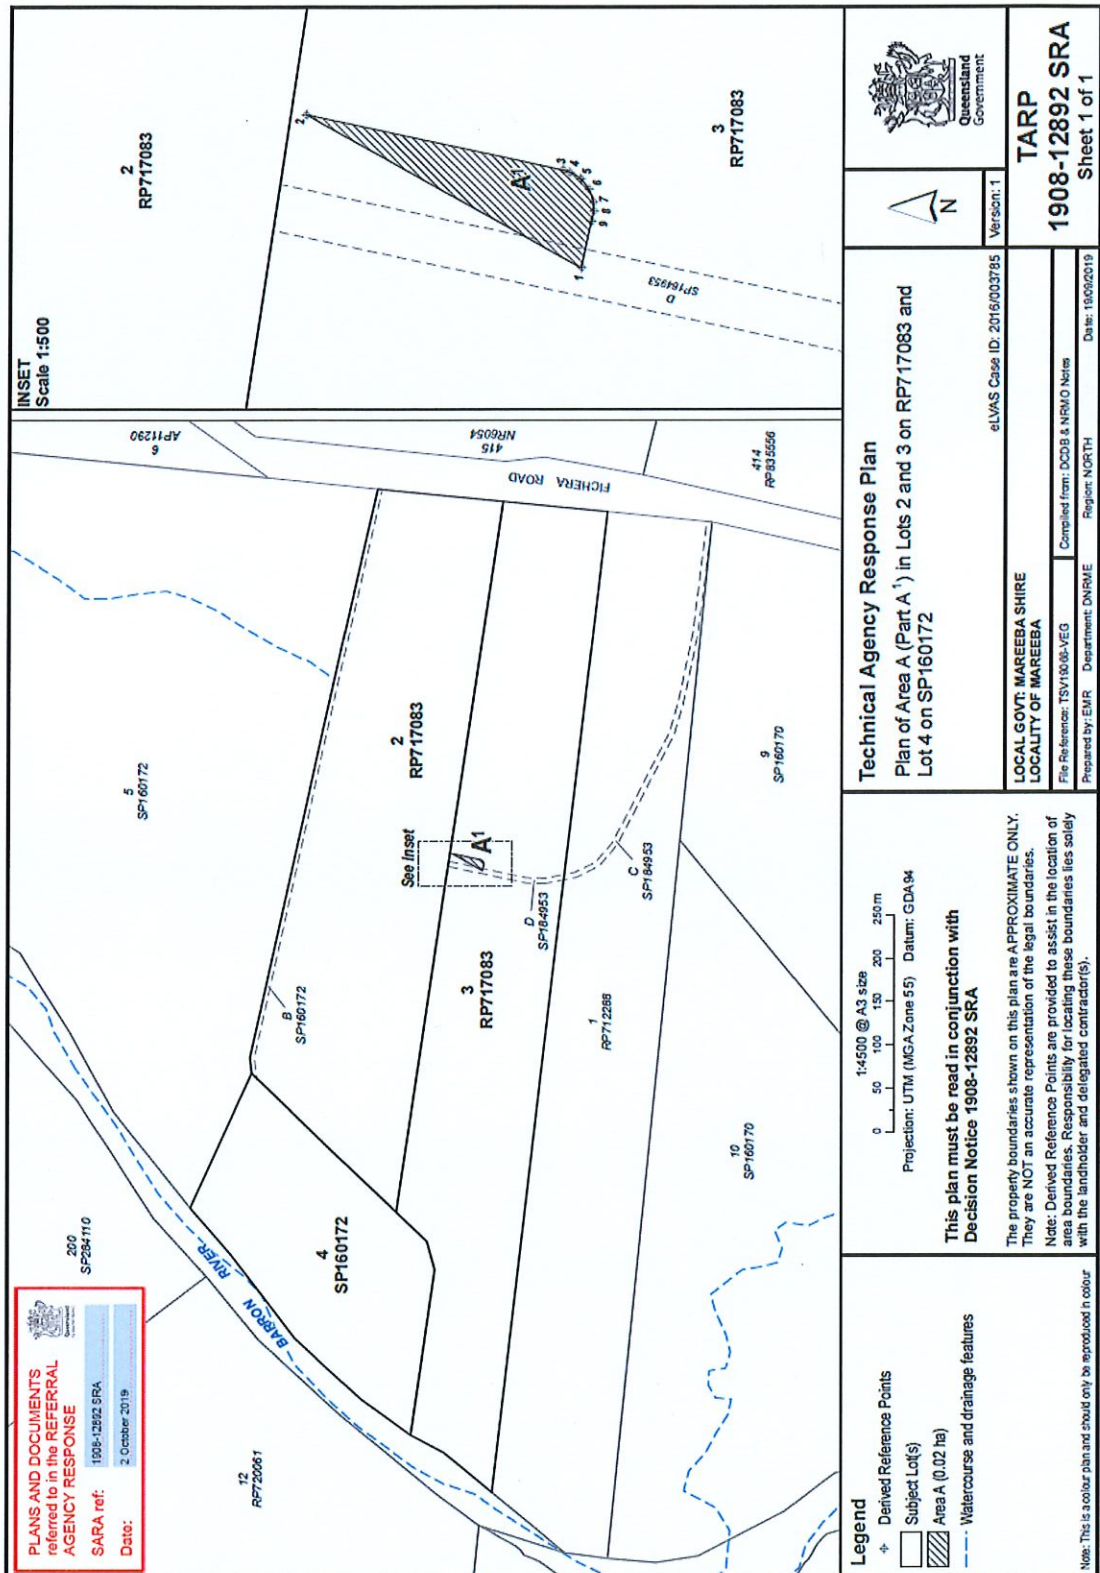 PLANS AND DOCUMENTS
referred to in the REFERRAL
AGENCY RESPONSE
SARA ref: 1908-12892 SRA
Date: 2 October 2019
Queensland
200
SP284110
12
RP720061
BARRON RIVER
4
SP160172
B
SP160172
5
SP160172
2
RP717083
3
RP717083
See Inset
A1
D
SP184953
C
SP184953
1
RP712288
10
SP160170
9
SP160170
FICHERA ROAD
6
AP11290
415
NR6054
414
RP835556
INSET
Scale 1:500
2
RP717083
3
RP717083
A1
1
2
3
4
5
6
7
8
9
D
SP184953
Legend
Derived Reference Points
Subject Lot(s)
Area A (0.02 ha)
Watercourse and drainage features
Note: This is a colour plan and should only be reproduced in colour
1:4500 @ A3 size
0 50 100 150 200 250m
Projection: UTM (MGA Zone 55) Datum: GDA94
This plan must be read in conjunction with
Decision Notice 1908-12892 SRA
The property boundaries shown on this plan are APPROXIMATE ONLY.
They are NOT an accurate representation of the legal boundaries.
Note: Derived Reference Points are provided to assist in the location of
area boundaries. Responsibility for locating these boundaries lies solely
with the landholder and delegated contractor(s).
Technical Agency Response Plan
Plan of Area A (Part A¹) in Lots 2 and 3 on RP717083 and
Lot 4 on SP160172
eLVAS Case ID: 2016/003785
LOCAL GOVT: MAREEBA SHIRE
LOCALITY OF MAREEBA
File Reference: TSV19066-VEG
Compiled from: DCDB & NRMO Notes
Prepared by: EMR Department: DNRME Region: NORTH Date: 19/09/2019
N
Version: 1
Queensland
Government
TARP
1908-12892 SRA
Sheet 1 of 1